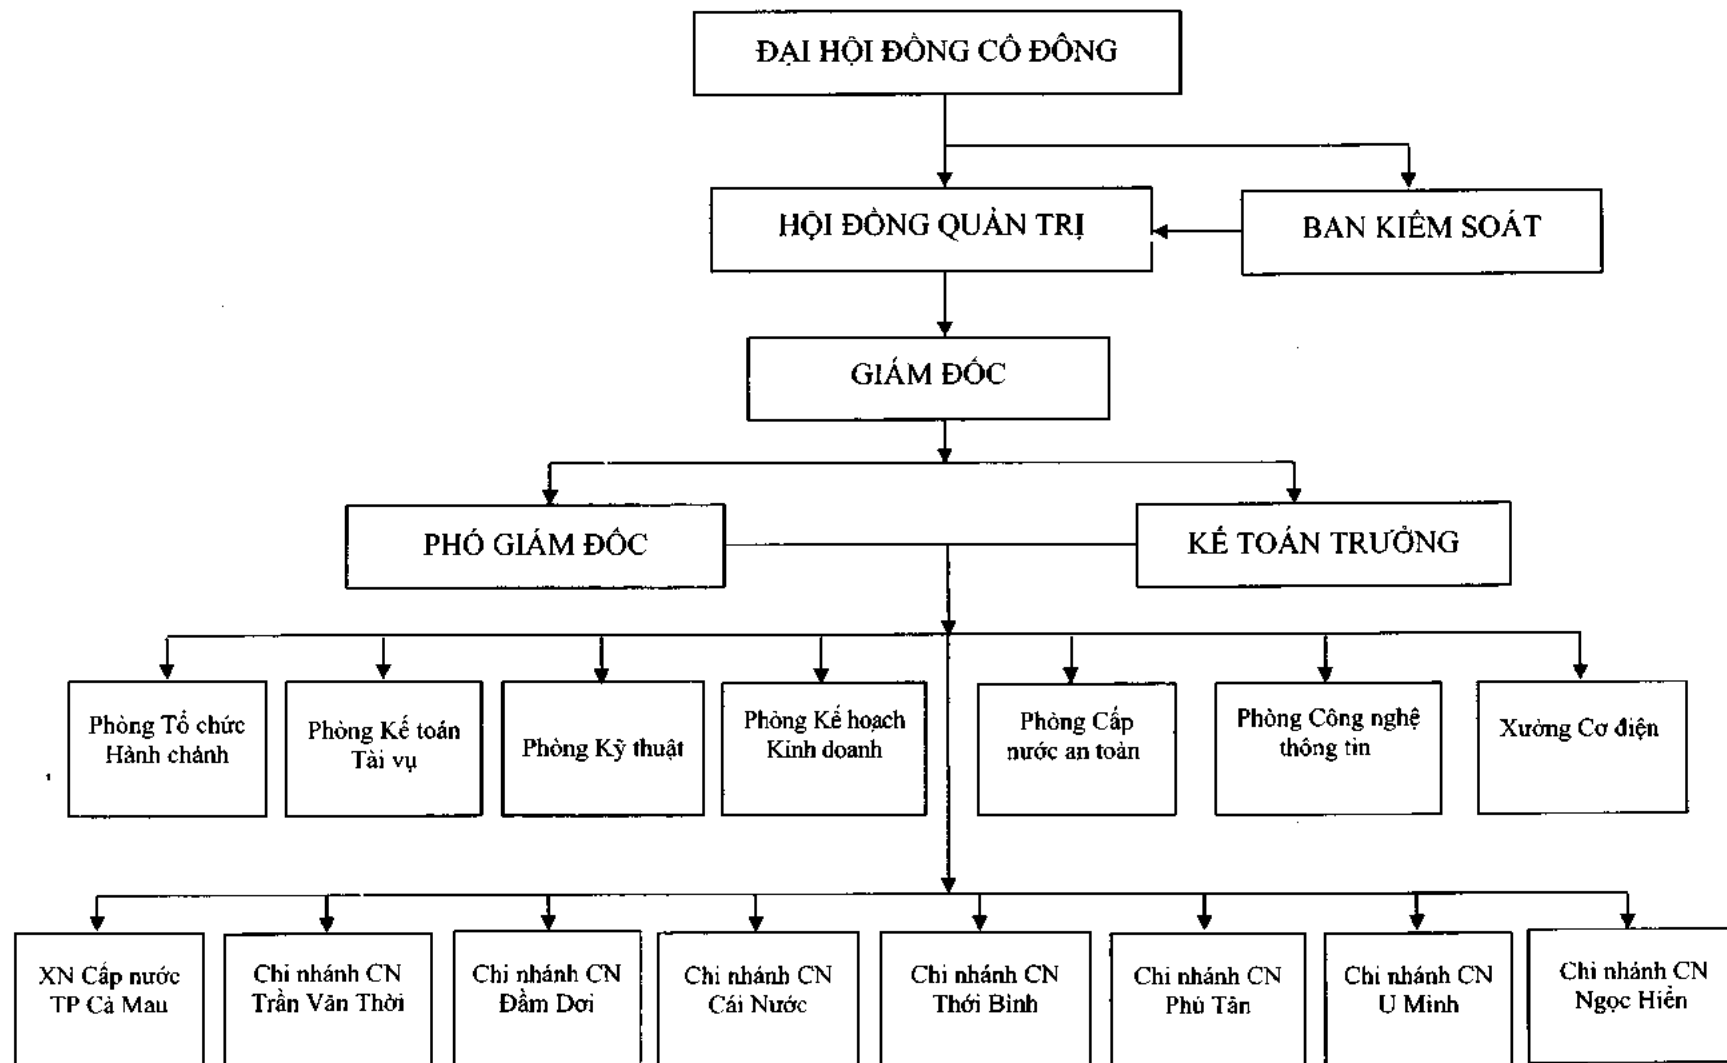 ĐẠI HỘI ĐỒNG CỔ ĐÔNG
HỘI ĐỒNG QUẢN TRỊ
BAN KIỂM SOÁT
GIÁM ĐỐC
PHÓ GIÁM ĐỐC
KẾ TOÁN TRƯỞNG
Phòng Tổ chức
Hành chánh
Phòng Kế toán
Tài vụ
Phòng Kỹ thuật
Phòng Kế hoạch
Kinh doanh
Phòng Cấp
nước an toàn
Phòng Công nghệ
thông tin
Xưởng Cơ điện
XN Cấp nước
TP Cà Mau
Chi nhánh CN
Trần Văn Thời
Chi nhánh CN
Đầm Dơi
Chi nhánh CN
Cái Nước
Chi nhánh CN
Thới Bình
Chi nhánh CN
Phú Tân
Chi nhánh CN
U Minh
Chi nhánh CN
Ngọc Hiển